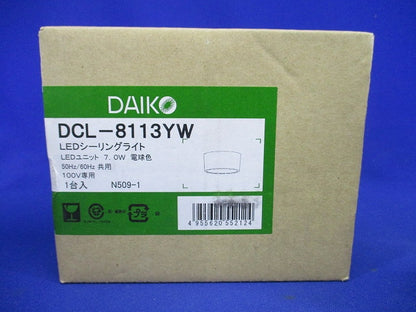 DAIKO
DCL-8113YW
LEDシーリングライト
LEDユニット 7.0W 電球色
50Hz/60Hz 共用
100V専用
1台入 N509-1
4 955620 552124